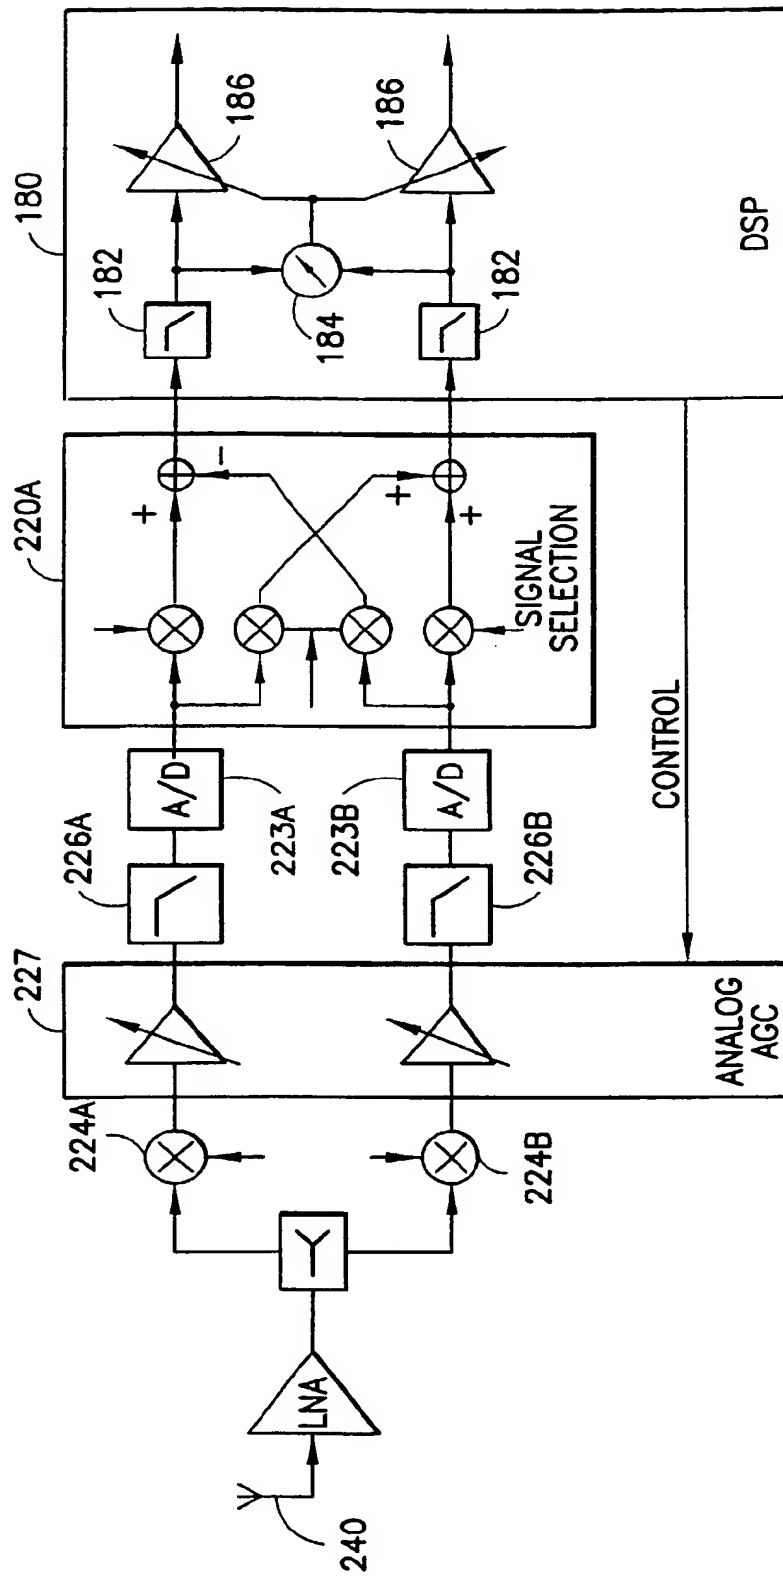 240
LNA
224A
224B
227
ANALOG
AGC
226A
226B
A/D
223A
A/D
223B
CONTROL
220A
+
-
+
+
SIGNAL
SELECTION
180
182
182
184
186
186
DSP